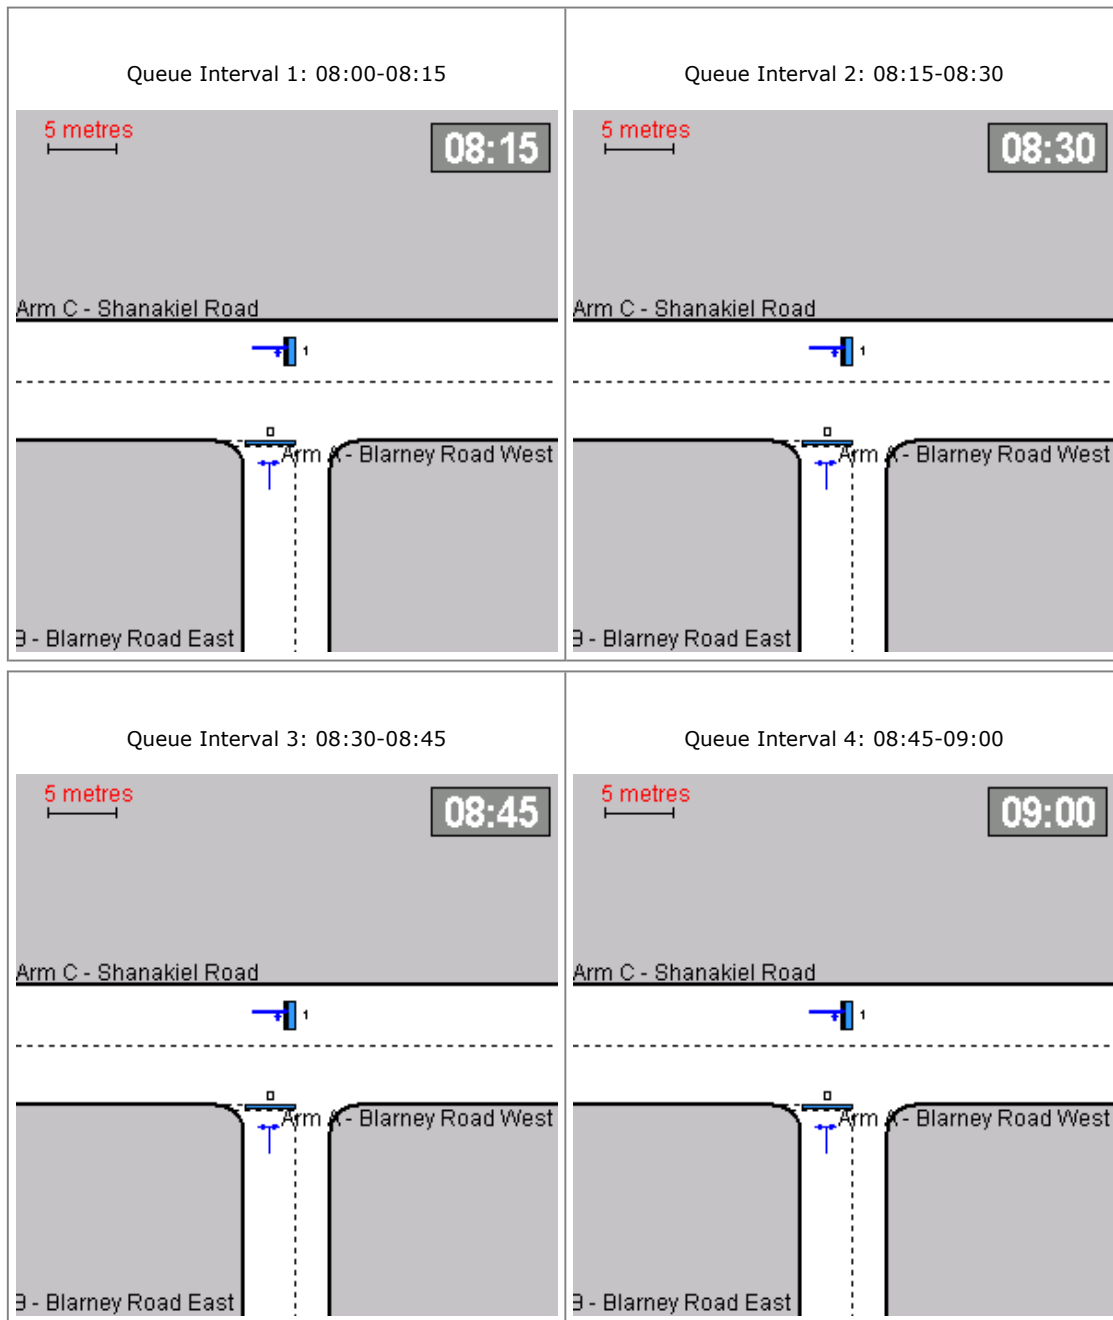 Queue Interval 1: 08:00-08:15
5 metres
08:15
Arm C - Shanakiel Road
1
0
Arm A - Blarney Road West
B - Blarney Road East
Queue Interval 2: 08:15-08:30
5 metres
08:30
Arm C - Shanakiel Road
1
0
Arm A - Blarney Road West
B - Blarney Road East
Queue Interval 3: 08:30-08:45
5 metres
08:45
Arm C - Shanakiel Road
1
0
Arm A - Blarney Road West
B - Blarney Road East
Queue Interval 4: 08:45-09:00
5 metres
09:00
Arm C - Shanakiel Road
1
0
Arm A - Blarney Road West
B - Blarney Road East